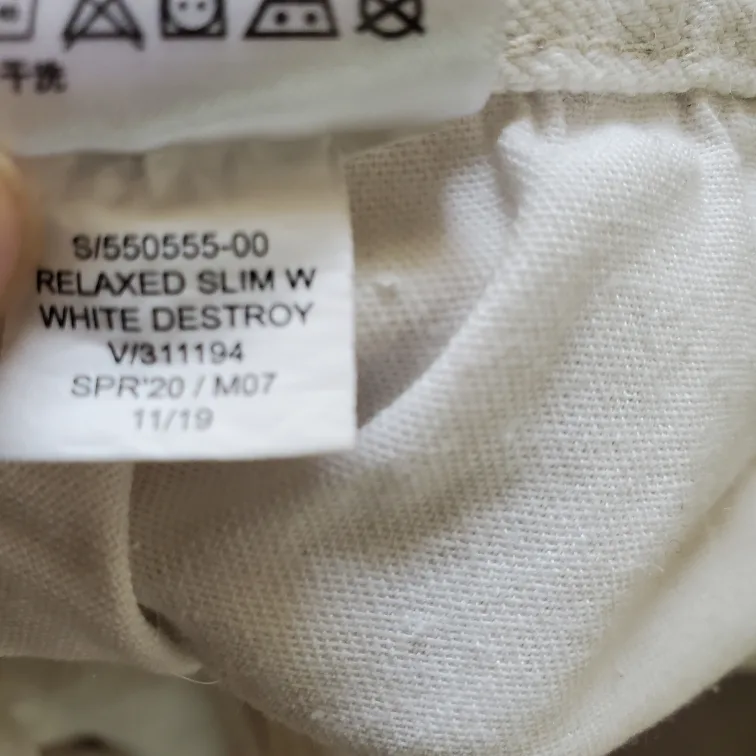 干洗
S/550555-00
RELAXED SLIM W
WHITE DESTROY
V/311194
SPR'20 / M07
11/19